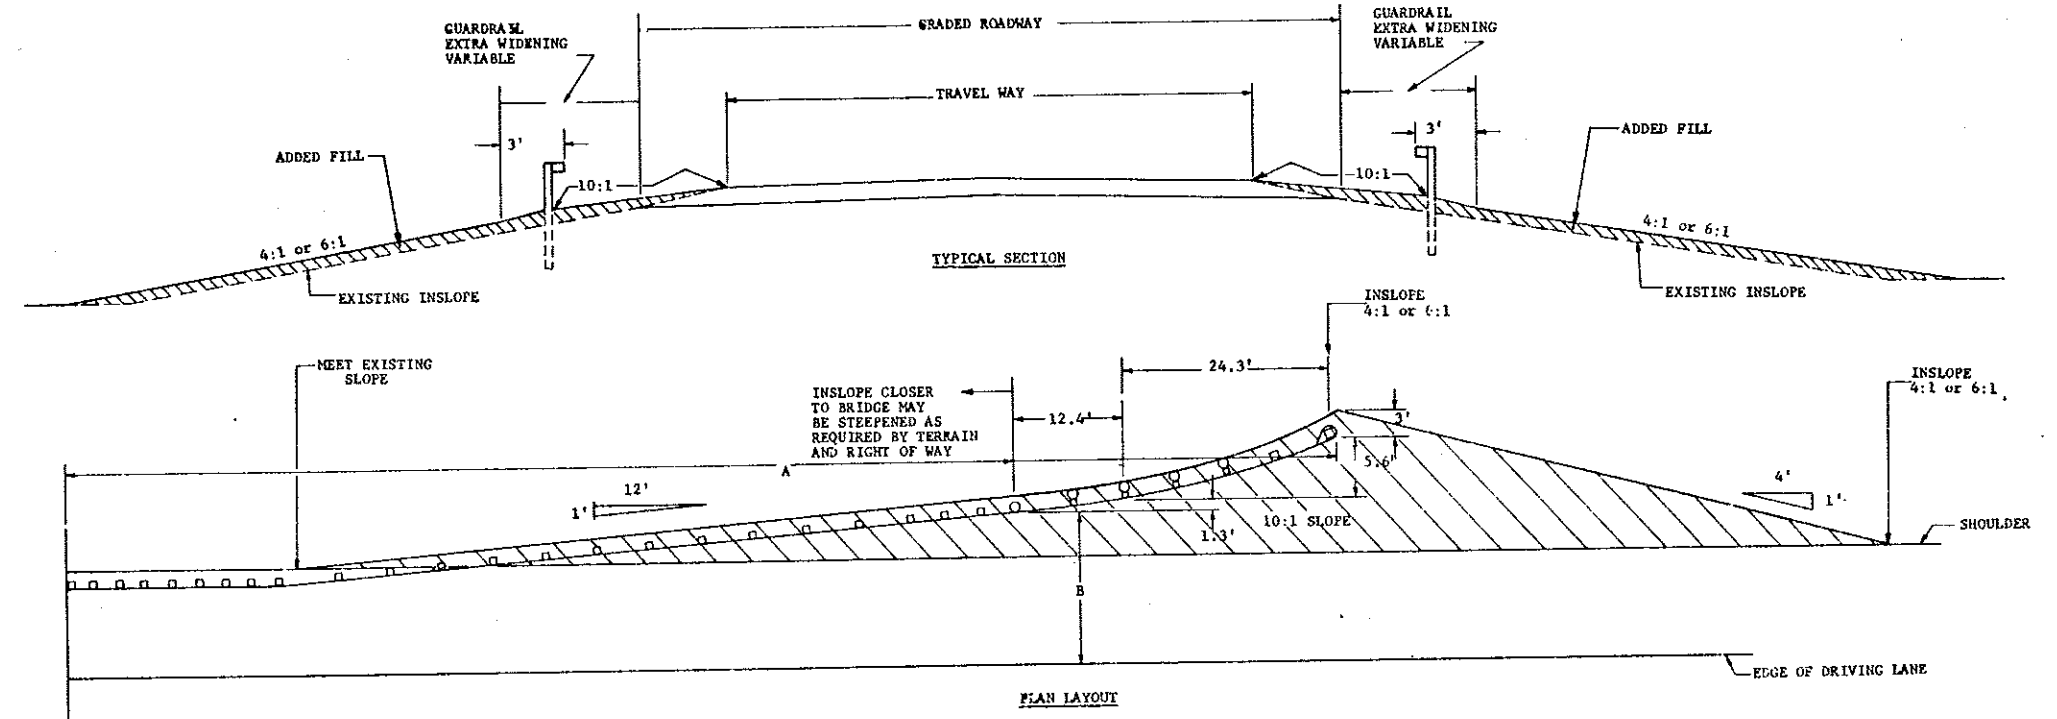 GUARDRAIL
EXTRA WIDENING
VARIABLE
GRADED ROADWAY
GUARDRAIL
EXTRA WIDENING
VARIABLE
TRAVEL WAY
3'
3'
ADDED FILL
ADDED FILL
10:1
10:1
4:1 or 6:1
4:1 or 6:1
TYPICAL SECTION
EXISTING INSLOPE
EXISTING INSLOPE
INSLOPE
4:1 or 6:1
MEET EXISTING
SLOPE
24.3'
INSLOPE
4:1 or 6:1
INSLOPE CLOSER
TO BRIDGE MAY
BE STEEPENED AS
REQUIRED BY TERRAIN
AND RIGHT OF WAY
12.4'
3'
A
5.6'
12'
1'
4'
1'
10:1 SLOPE
1.3'
SHOULDER
B
EDGE OF DRIVING LANE
PLAN LAYOUT